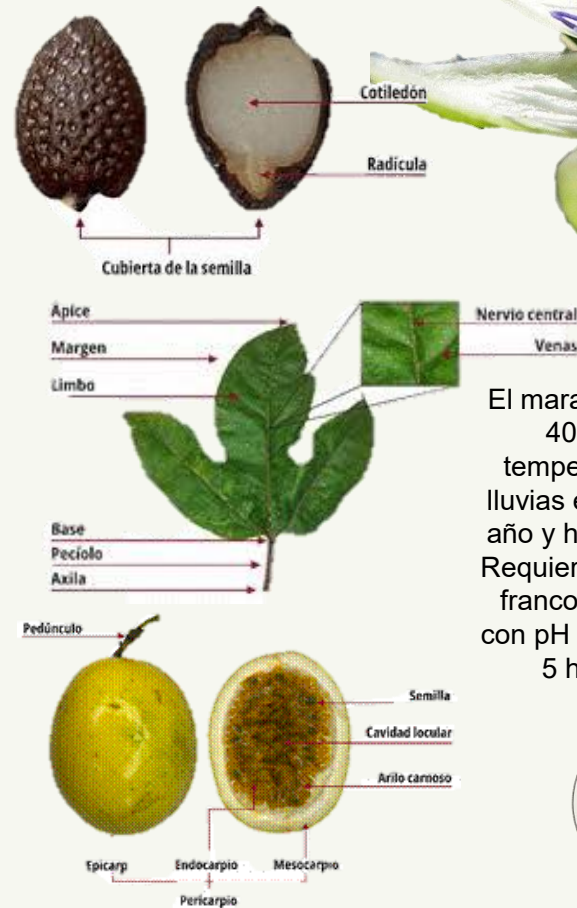 Cotiledón
Radícula
Cubierta de la semilla
Ápice
Margen
Limbo
Nervio central
Venas
El mara
40
tempe
lluvias e
año y h
Requier
franco
con pH
5 h
Base
Pecíolo
Axila
Pedúnculo
Semilla
Cavidad locular
Arilo carnoso
Epicarp
Endocarpio
Mesocarpio
Pericarpio